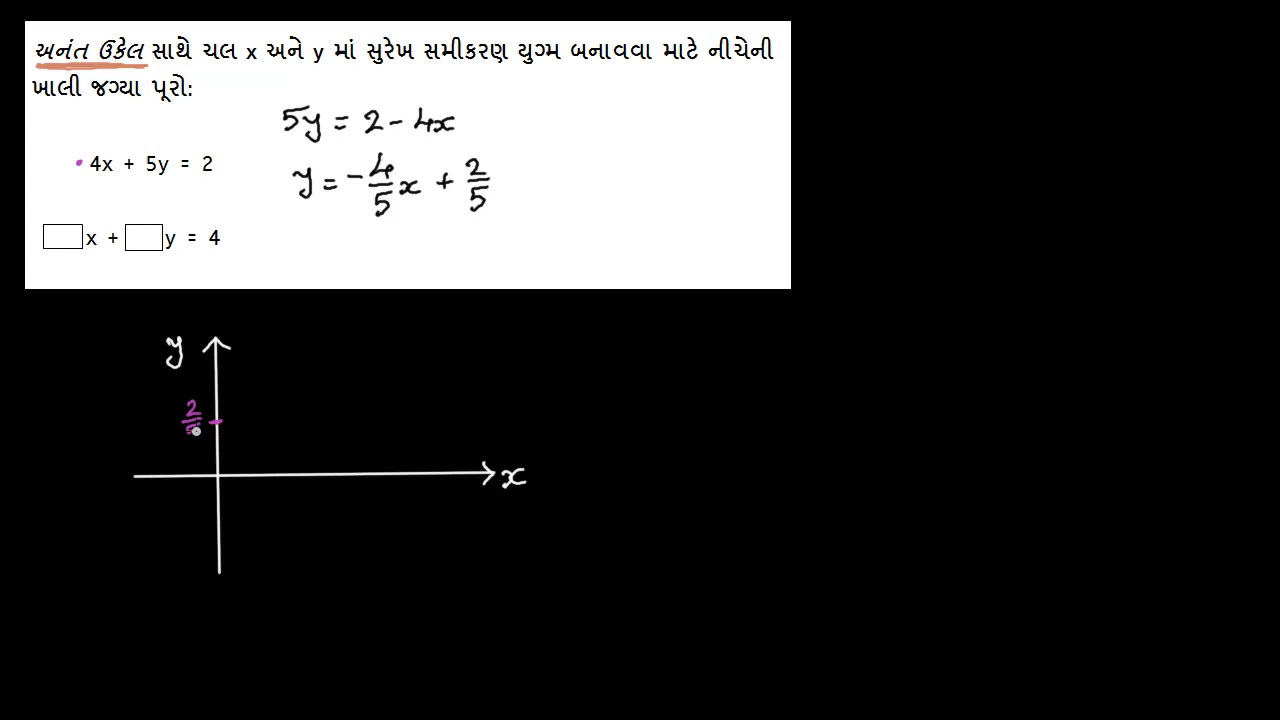 અનંત ઉકેલ સાથે ચલ x અને y માં સુરેખ સમીકરણ યુગ્મ બનાવવા માટે નીચેની
ખાલી જગ્યા પૂરો:
5y = 2 - 4x
4x + 5y = 2
y = -4/5 x + 2/5
x + y = 4
y
2/5
x